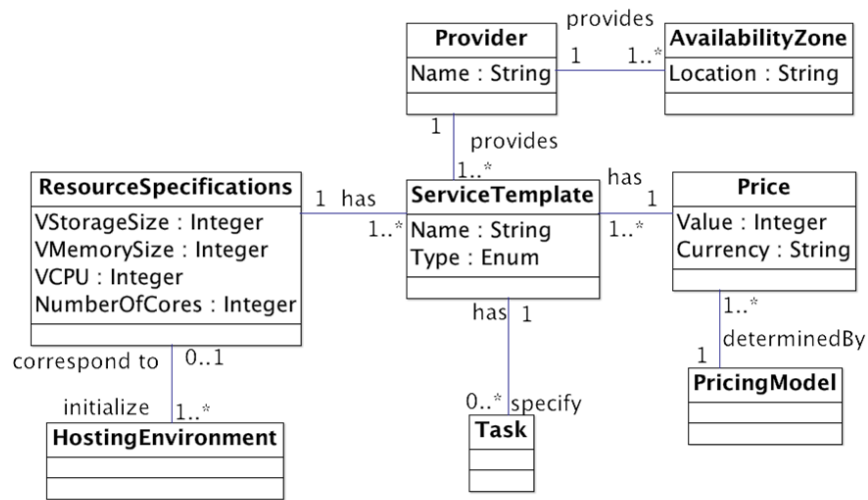 provides
Provider
AvailabilityZone
Name : String
1
1..*
Location : String
1
provides
1..*
ResourceSpecifications
VStorageSize : Integer
VMemorySize : Integer
VCPU : Integer
NumberOfCores : Integer
1 has
1..*
ServiceTemplate
Name : String
Type : Enum
has
1
1..*
Price
Value : Integer
Currency : String
correspond to
0..1
has
1
1..*
determinedBy
1
PricingModel
initialize
1..*
HostingEnvironment
0..* specify
Task